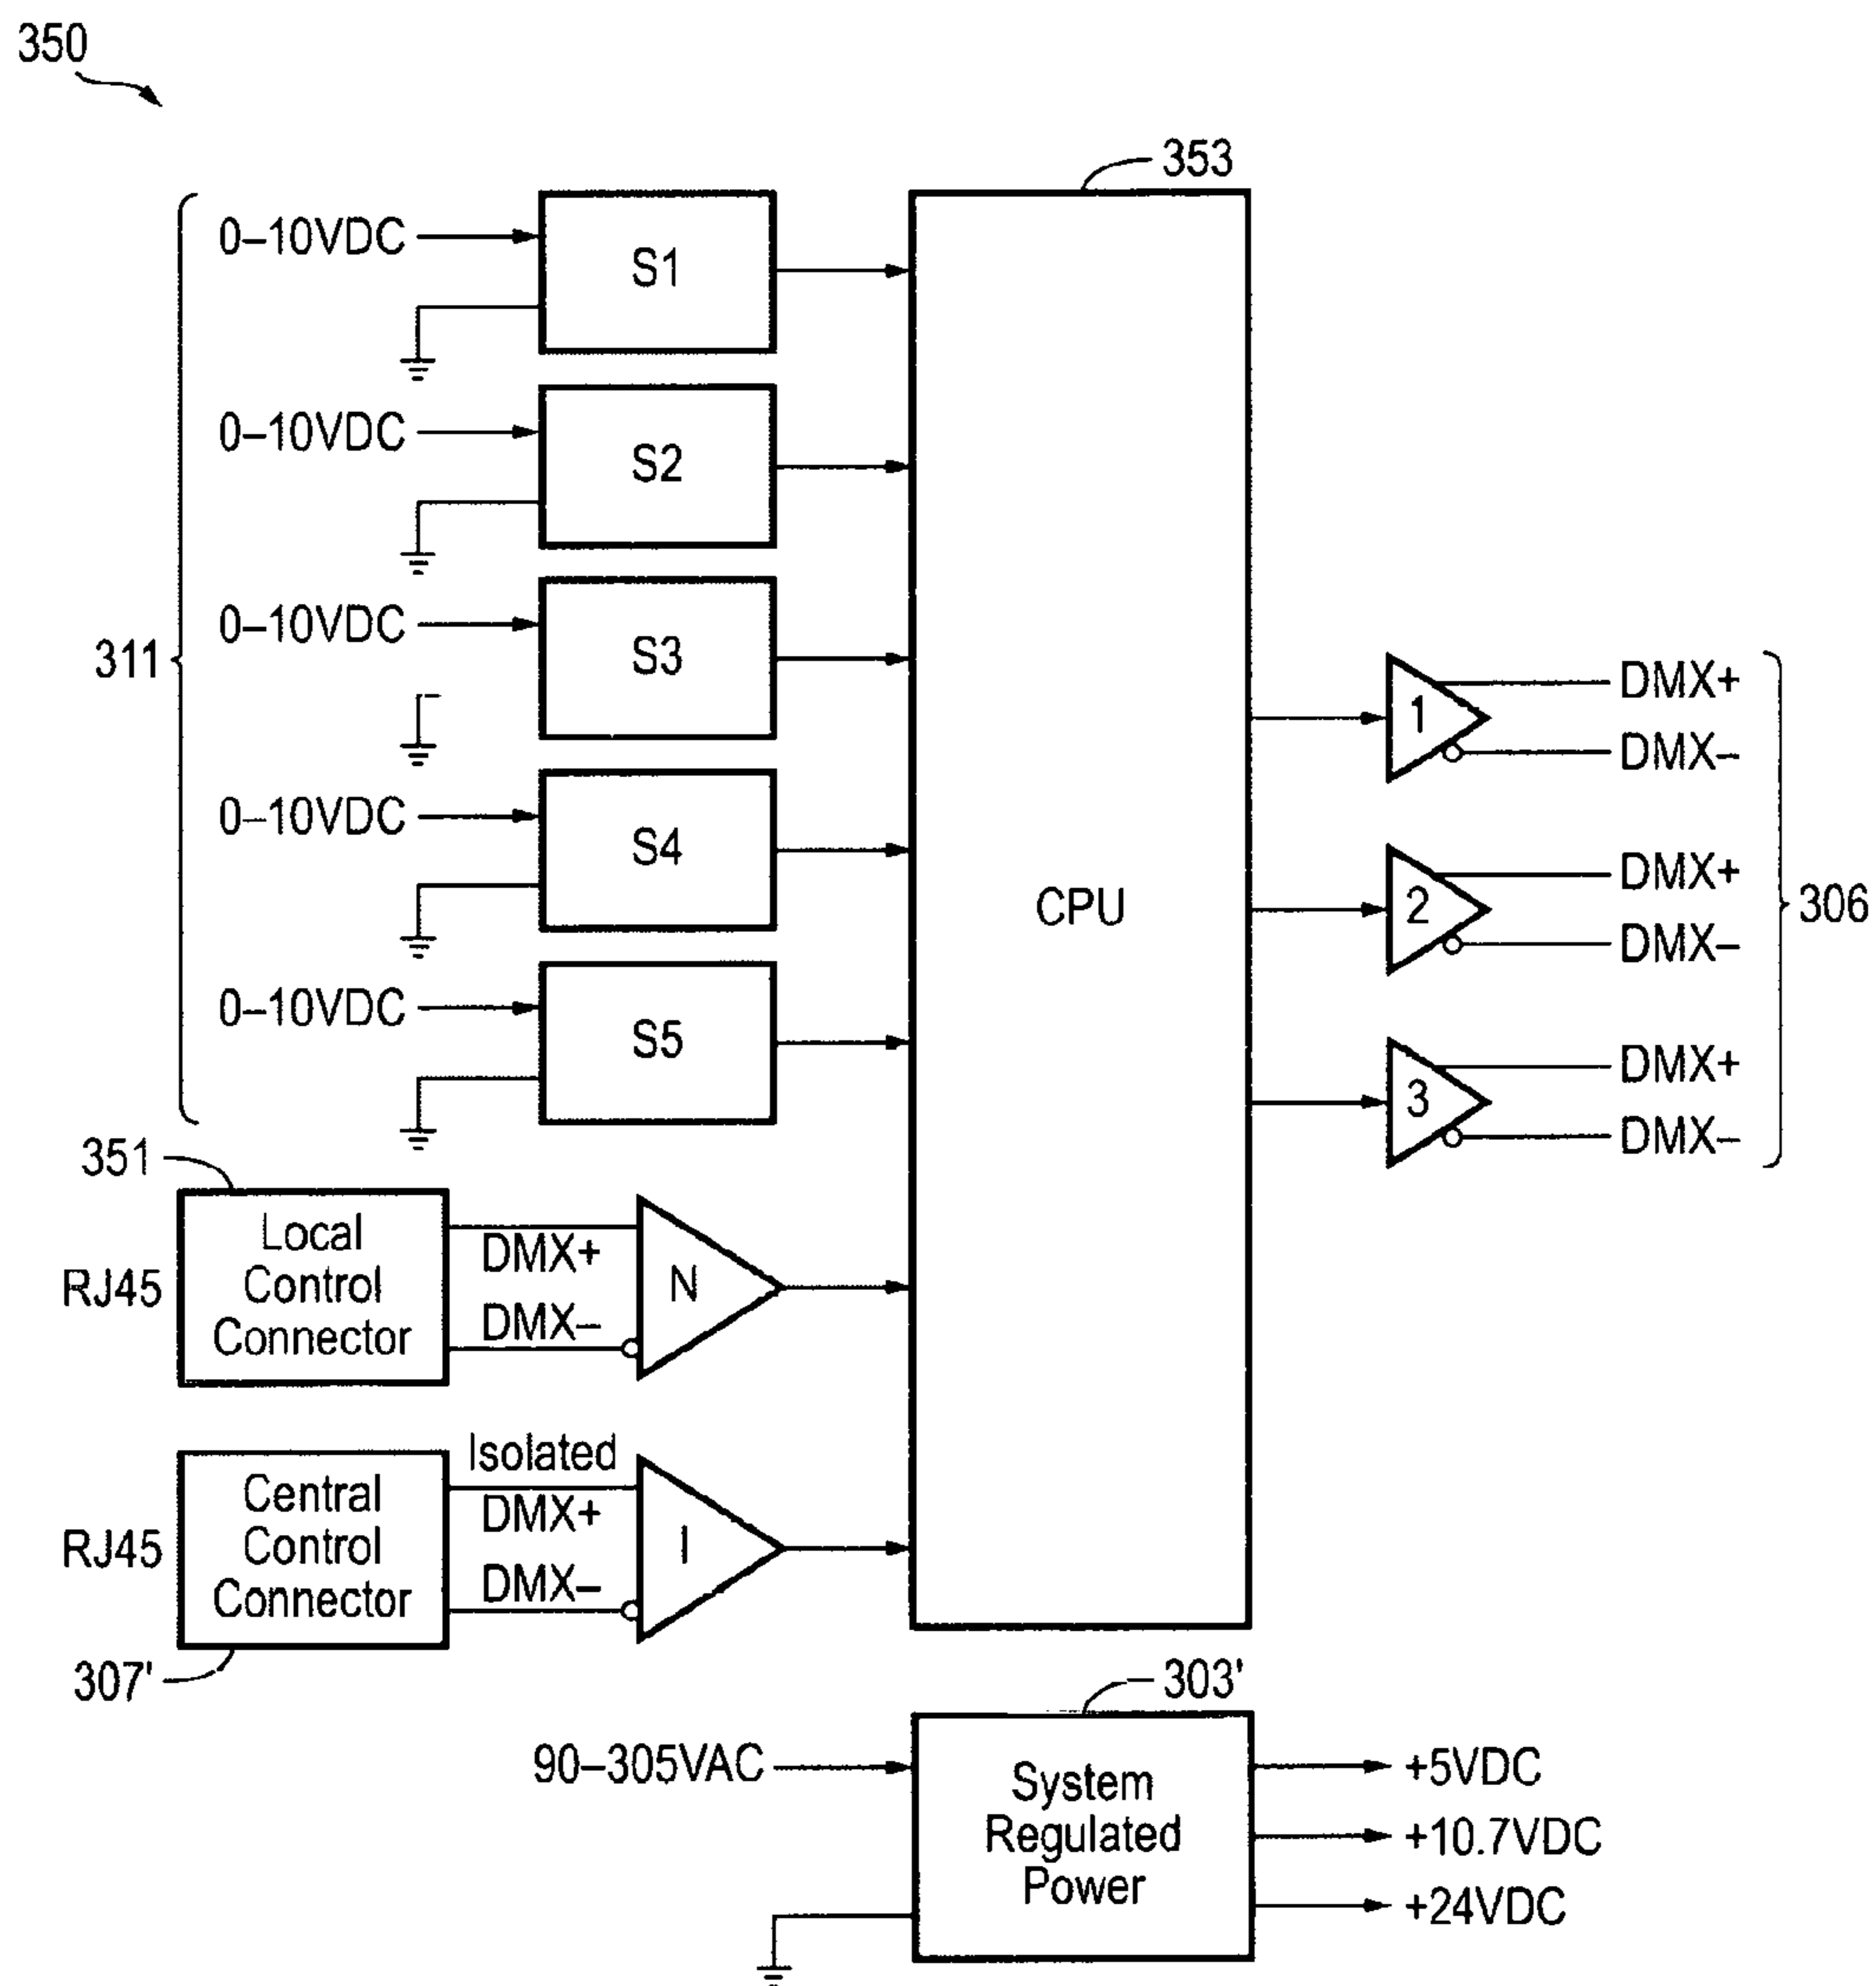 350
353
311
0–10VDC
S1
0–10VDC
S2
0–10VDC
S3
0–10VDC
S4
0–10VDC
S5
CPU
1
DMX+
DMX–
2
DMX+
DMX–
3
DMX+
DMX–
306
351
RJ45
Local
Control
Connector
DMX+
DMX–
N
RJ45
Central
Control
Connector
307'
Isolated
DMX+
DMX–
I
303'
90–305VAC
System
Regulated
Power
+5VDC
+10.7VDC
+24VDC